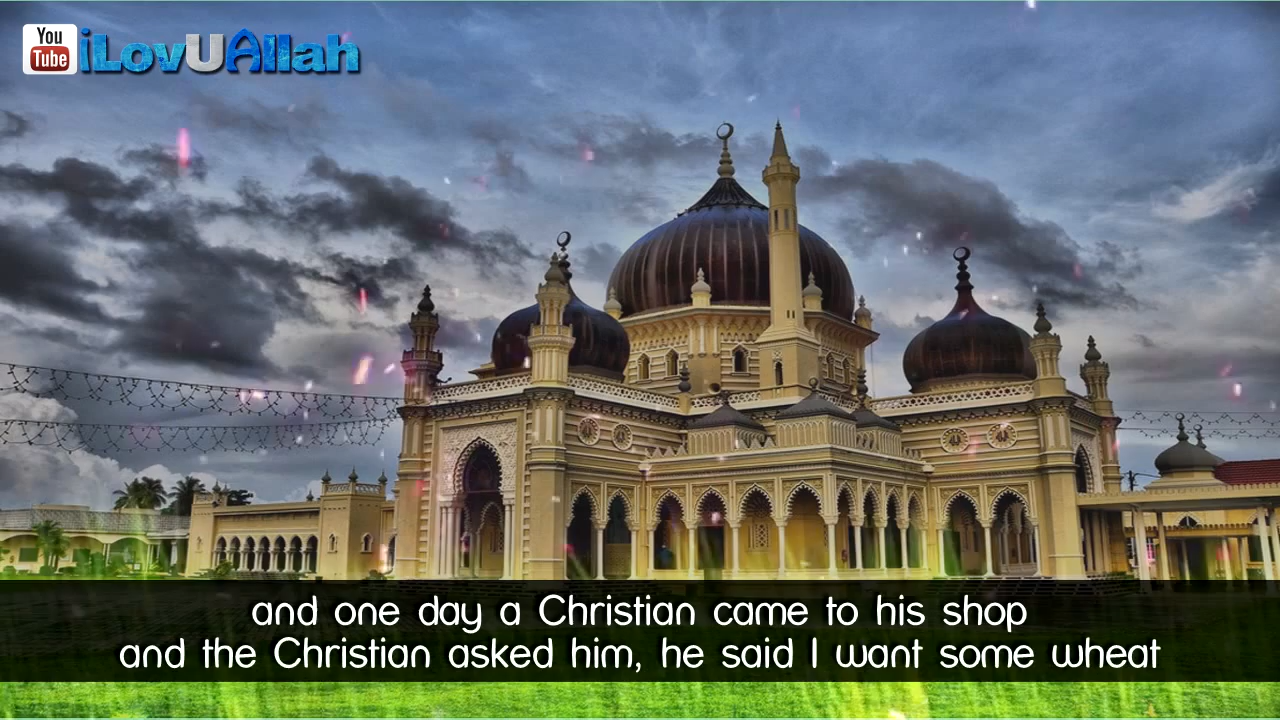 You
Tube
iLovUAllah
and one day a Christian came to his shop
and the Christian asked him, he said I want some wheat